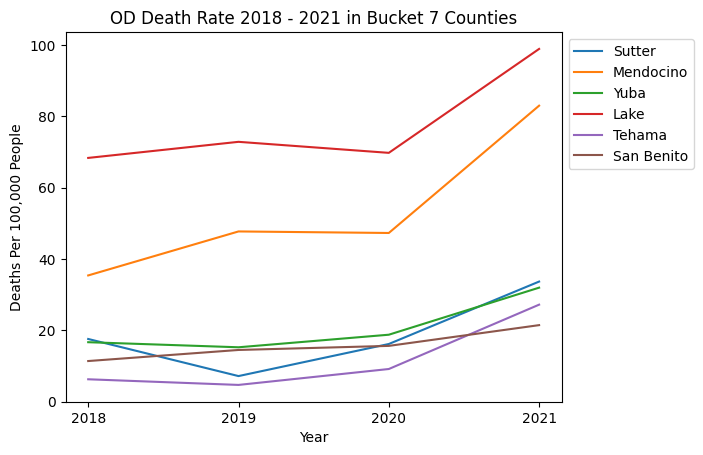 OD Death Rate 2018 - 2021 in Bucket 7 Counties
Deaths Per 100,000 People
100
80
60
40
20
0
2018
2019
2020
2021
Year
Sutter
Mendocino
Yuba
Lake
Tehama
San Benito